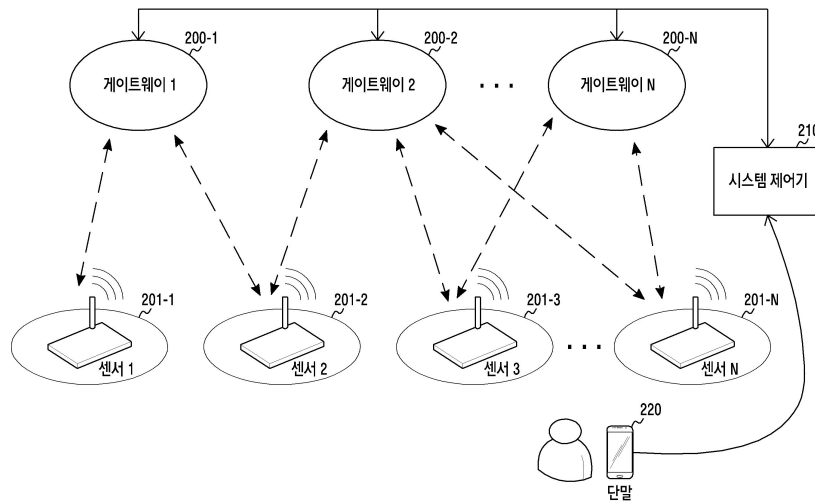 200-1
200-2
200-N
게이트웨이 1
게이트웨이 2
...
게이트웨이 N
210
시스템 제어기
201-1
201-2
201-3
201-N
센서 1
센서 2
센서 3
...
센서 N
220
단말